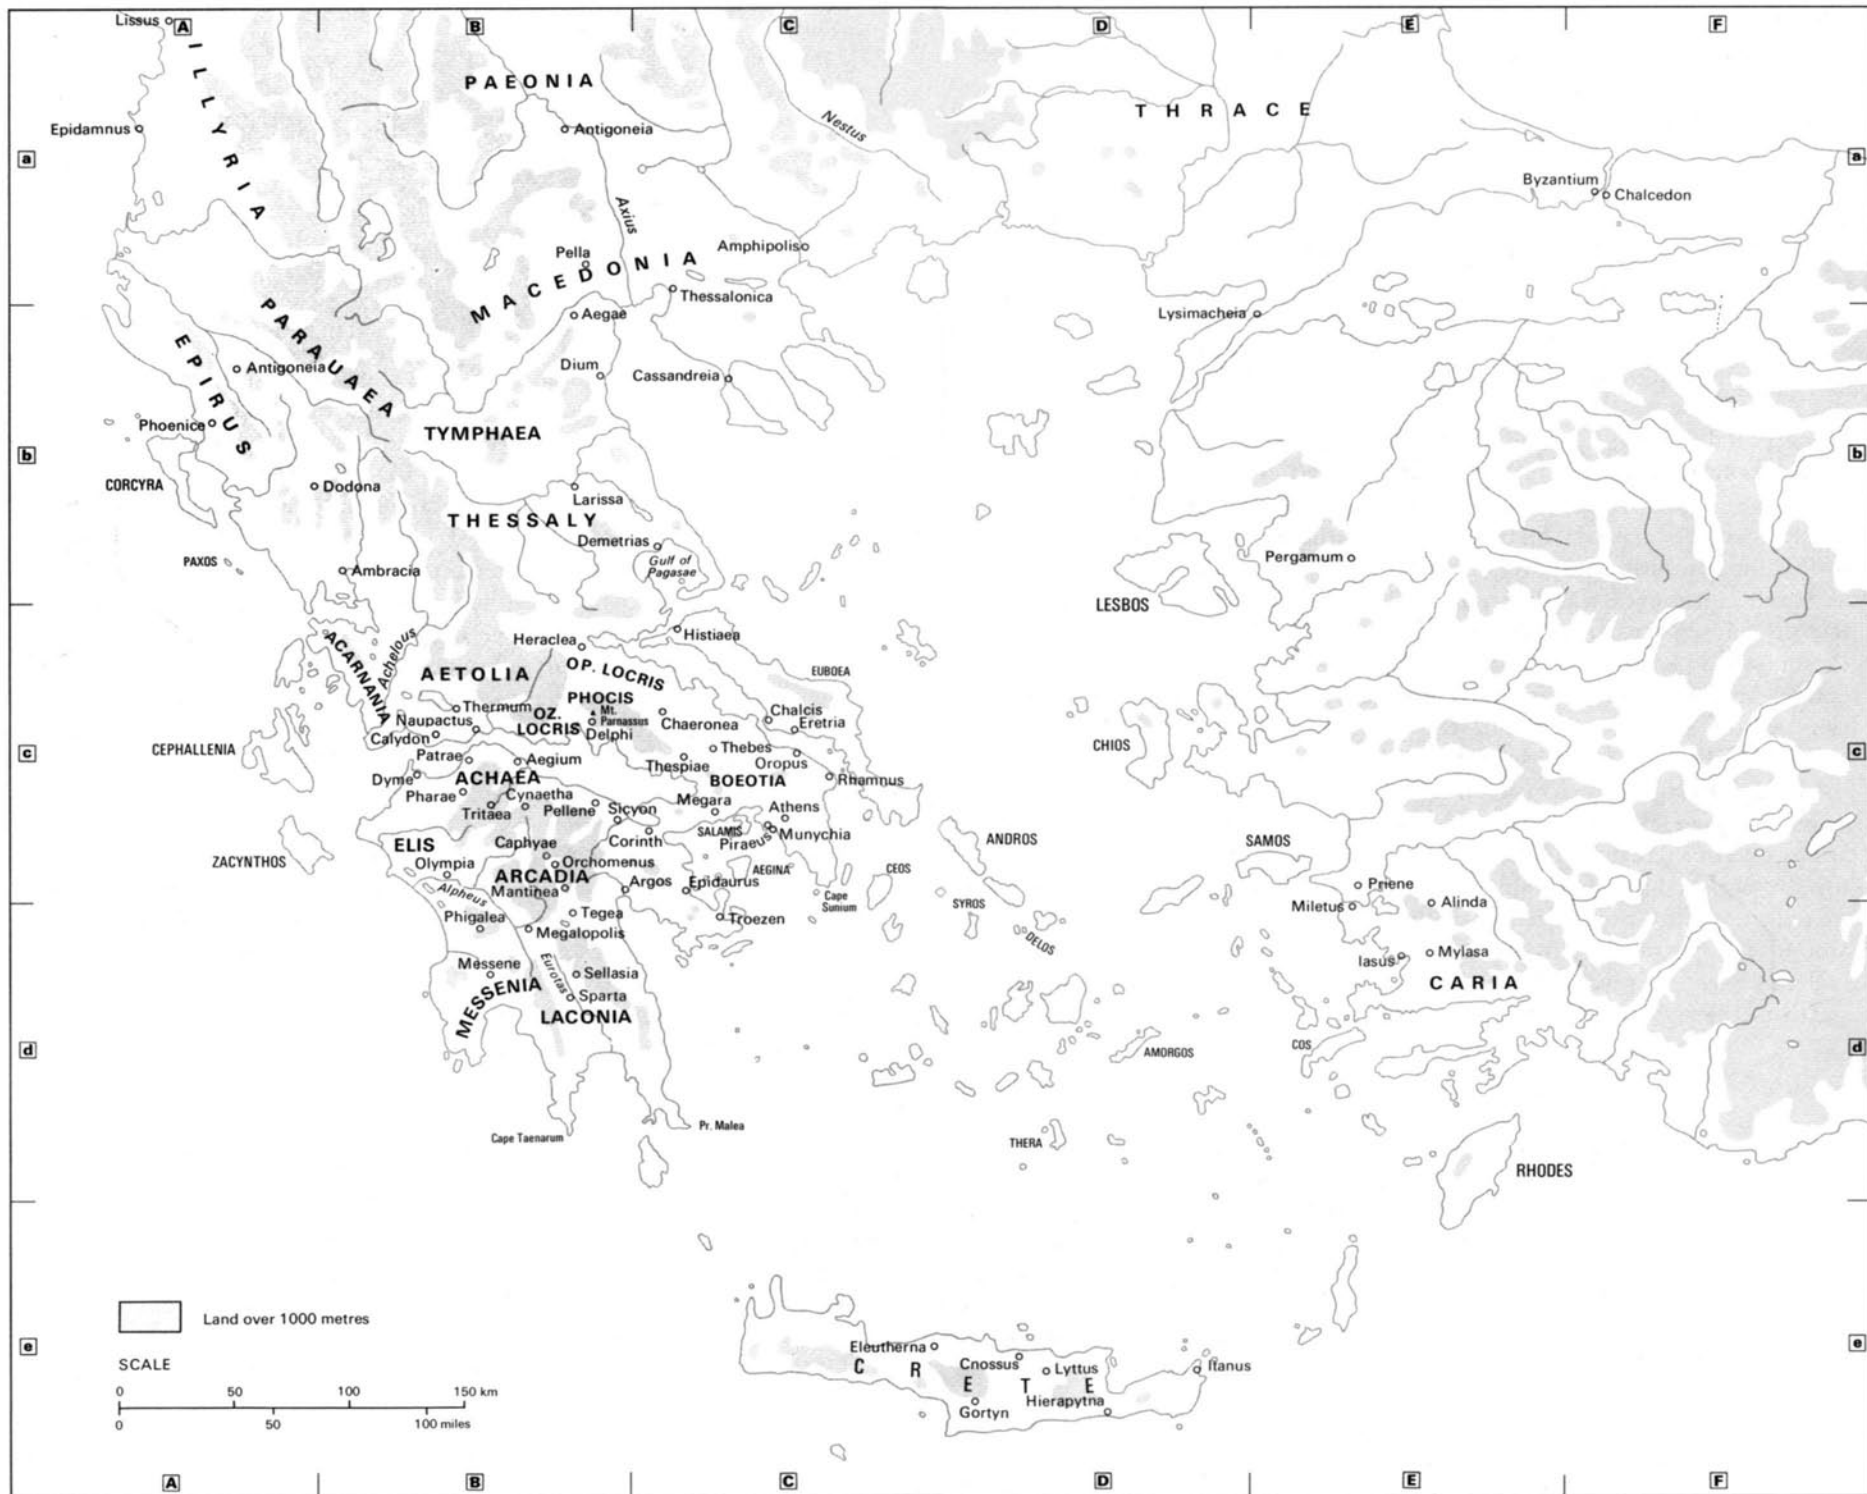 A
B
C
D
E
F
Lissus
ILLYRIA
PAEONIA
THRACE
Nestus
Epidamnus
Antigoneia
a
a
Byzantium
Chalcedon
Axius
Pella
Amphipolis
MACEDONIA
Thessalonica
Aegae
Lysimacheia
PARAUAEA
EPIRUS
Antigoneia
Dium
Cassandreia
Phoenice
TYMPHAEA
b
b
CORCYRA
Dodona
Larissa
THESSALY
Demetrias
Gulf of
Pagasae
PAXOS
Ambracia
Pergamum
LESBOS
ACARNANIA
Achelous
Heraclea
Histiaea
AETOLIA
OP. LOCRIS
EUBOEA
PHOCIS
Mt.
Parnassus
Thermum
OZ.
LOCRIS
Delphi
Naupactus
Calydon
Chaeronea
Chalcis
Eretria
CEPHALLENIA
CHIOS
c
c
Patrae
Aegium
Thebes
Thespiae
Oropus
Dyme
ACHAEA
BOEOTIA
Rhamnus
Pharae
Cynaetha
Tritaea
Pellene
Sicyon
Megara
Athens
Corinth
SALAMIS
Piraeus
Munychia
ELIS
Caphyae
ANDROS
SAMOS
ZACYNTHOS
Olympia
Orchomenus
AEGINA
CEOS
ARCADIA
Alpheus
Mantinea
Argos
Epidaurus
Cape
Sunium
SYROS
Priene
Miletus
Alinda
Phigalea
Tegea
Troezen
Megalopolis
DELOS
Messene
Eurotas
Sellasia
Iasus
Mylasa
MESSENIA
Sparta
CARIA
LACONIA
d
d
AMORGOS
COS
Cape Taenarum
Pr. Malea
THERA
RHODES
Land over 1000 metres
e
e
SCALE
0 50 100 150 km
0 50 100 miles
Eleutherna
CRETE
Cnossus
Lyttus
Itanus
Gortyn
Hierapytna
A
B
C
D
E
F